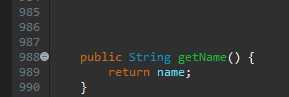 985
986
987
988 public String getName() {
989 return name;
990 }